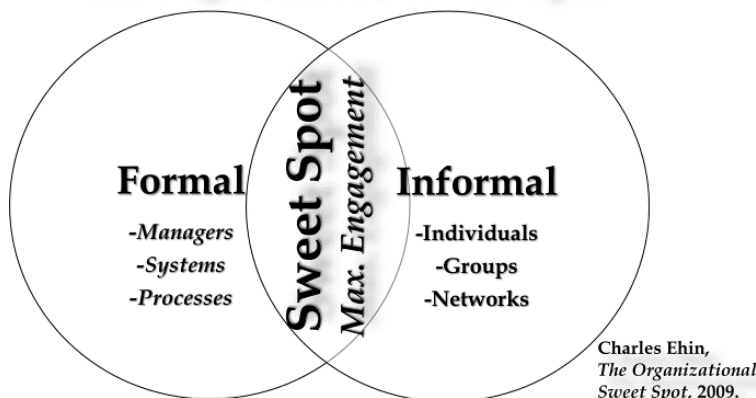 Formal
-Managers
-Systems
-Processes
Sweet Spot
Max. Engagement
Informal
-Individuals
-Groups
-Networks
Charles Ehin,
The Organizational
Sweet Spot, 2009.